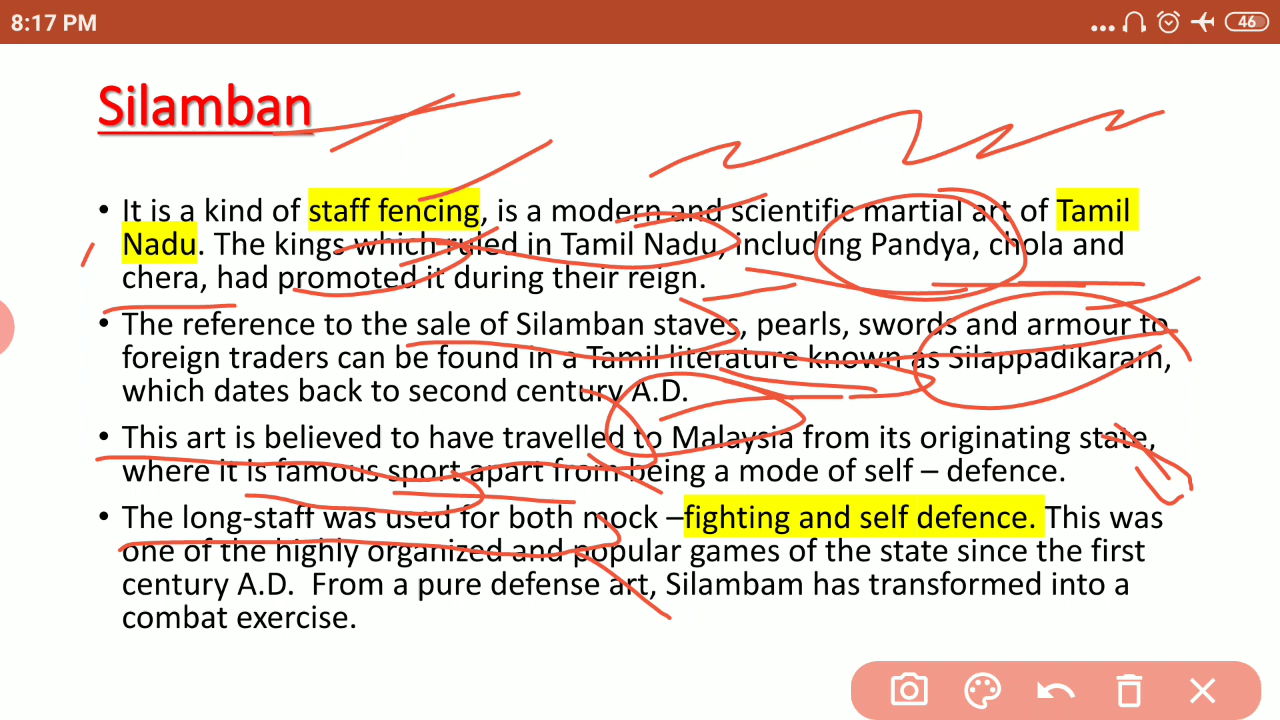 8:17 PM
46
Silamban
• It is a kind of staff fencing, is a modern and scientific martial art of Tamil
Nadu. The kings which ruled in Tamil Nadu, including Pandya, chola and
chera, had promoted it during their reign.
• The reference to the sale of Silamban staves, pearls, swords and armour to
foreign traders can be found in a Tamil literature known as Silappadikaram,
which dates back to second century A.D.
• This art is believed to have travelled to Malaysia from its originating state,
where it is famous sport apart from being a mode of self – defence.
• The long-staff was used for both mock –fighting and self defence. This was
one of the highly organized and popular games of the state since the first
century A.D. From a pure defense art, Silambam has transformed into a
combat exercise.